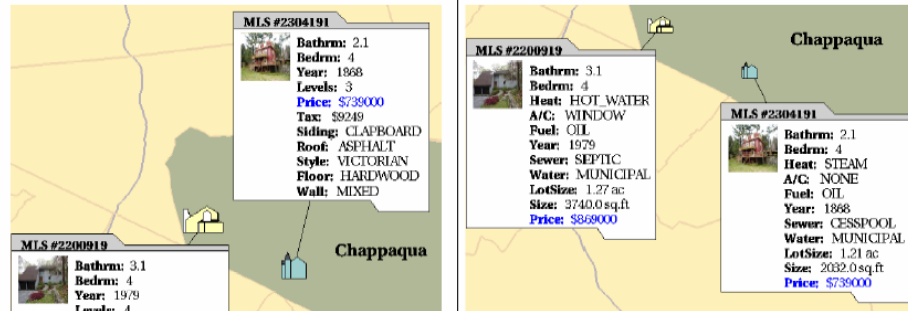 MLS #2304191
Bathrm: 2.1
Bedrm: 4
Year: 1868
Levels: 3
Price: $739000
Tax: $9249
Siding: CLAPBOARD
Roof: ASPHALT
Style: VICTORIAN
Floor: HARDWOOD
Wall: MIXED
Chappaqua
MLS #2200919
Bathrm: 3.1
Bedrm: 4
Year: 1979
Levels: 4
Chappaqua
MLS #2200919
Bathrm: 3.1
Bedrm: 4
Heat: HOT_WATER
A/C: WINDOW
Fuel: OIL
Year: 1979
Sewer: SEPTIC
Water: MUNICIPAL
LotSize: 1.27 ac
Size: 3740.0 sq.ft
Price: $869000
MLS #2304191
Bathrm: 2.1
Bedrm: 4
Heat: STEAM
A/C: NONE
Fuel: OIL
Year: 1868
Sewer: CESSPOOL
Water: MUNICIPAL
LotSize: 1.21 ac
Size: 2032.0 sq.ft
Price: $739000